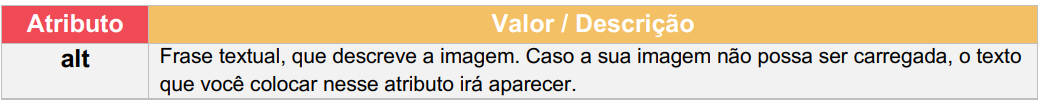 Atributo Valor / Descrição
alt Frase textual, que descreve a imagem. Caso a sua imagem não possa ser carregada, o texto
que você colocar nesse atributo irá aparecer.